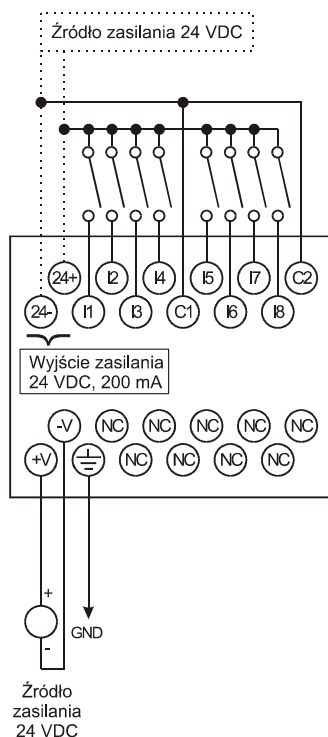 Źródło zasilania 24 VDC
24+ I2 I4 I5 I7 C2
24- I1 I3 C1 I6 I8
Wyjście zasilania
24 VDC, 200 mA
-V NC NC NC NC NC
+V NC NC NC NC
+
GND
-
Źródło
zasilania
24 VDC